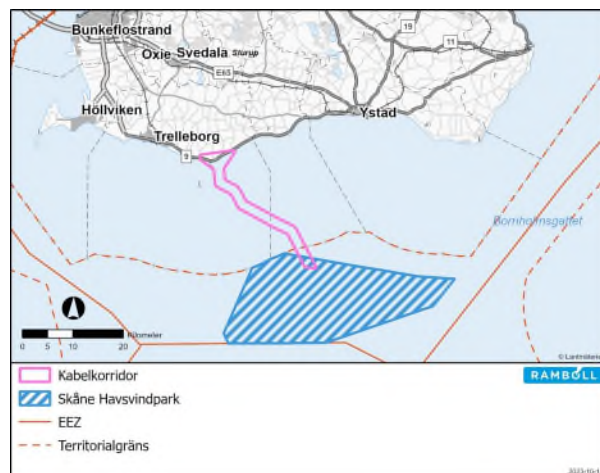 Bunkeflostrand
Oxie Svedala Sturup
19
11
E65
Höllviken
Ystad
Trelleborg
9
Bornholmsgattet
0 5 10 20
Kilometer
© Lantmäteriet
Kabelkorridor
RAMBOLL
Skåne Havsvindpark
EEZ
Territorialgräns